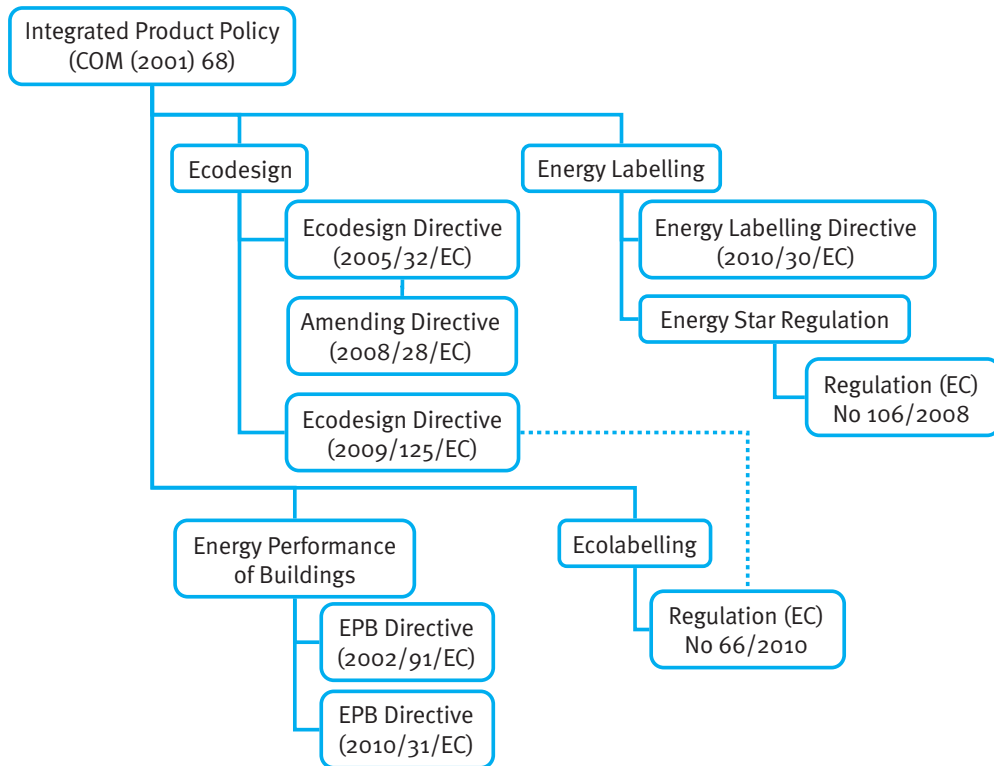 Integrated Product Policy
(COM (2001) 68)
Ecodesign
Energy Labelling
Ecodesign Directive
(2005/32/EC)
Energy Labelling Directive
(2010/30/EC)
Amending Directive
(2008/28/EC)
Energy Star Regulation
Regulation (EC)
No 106/2008
Ecodesign Directive
(2009/125/EC)
Energy Performance
of Buildings
Ecolabelling
EPB Directive
(2002/91/EC)
Regulation (EC)
No 66/2010
EPB Directive
(2010/31/EC)